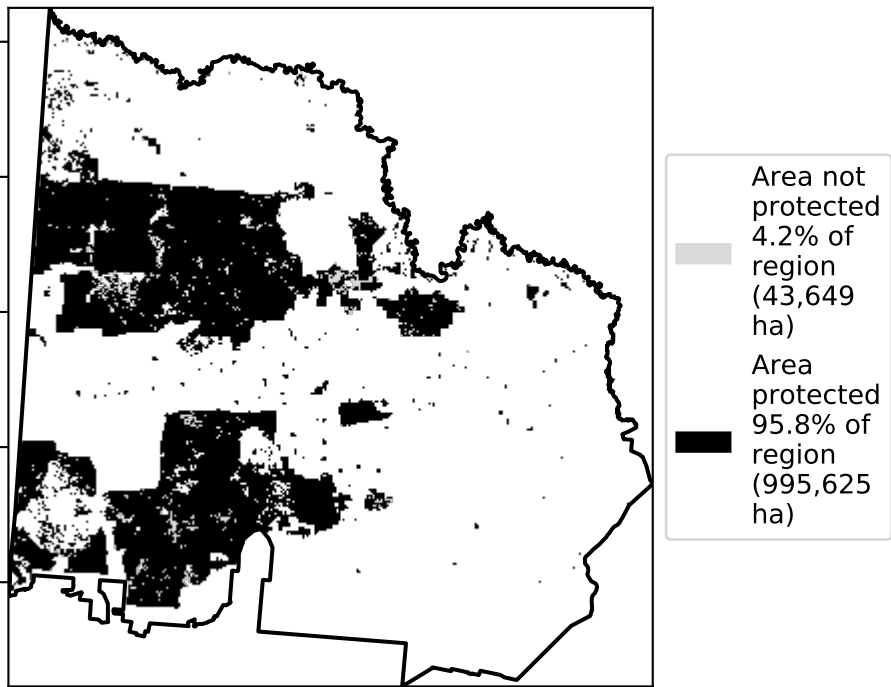 Area not
protected
4.2% of
region
(43,649
ha)
Area
protected
95.8% of
region
(995,625
ha)